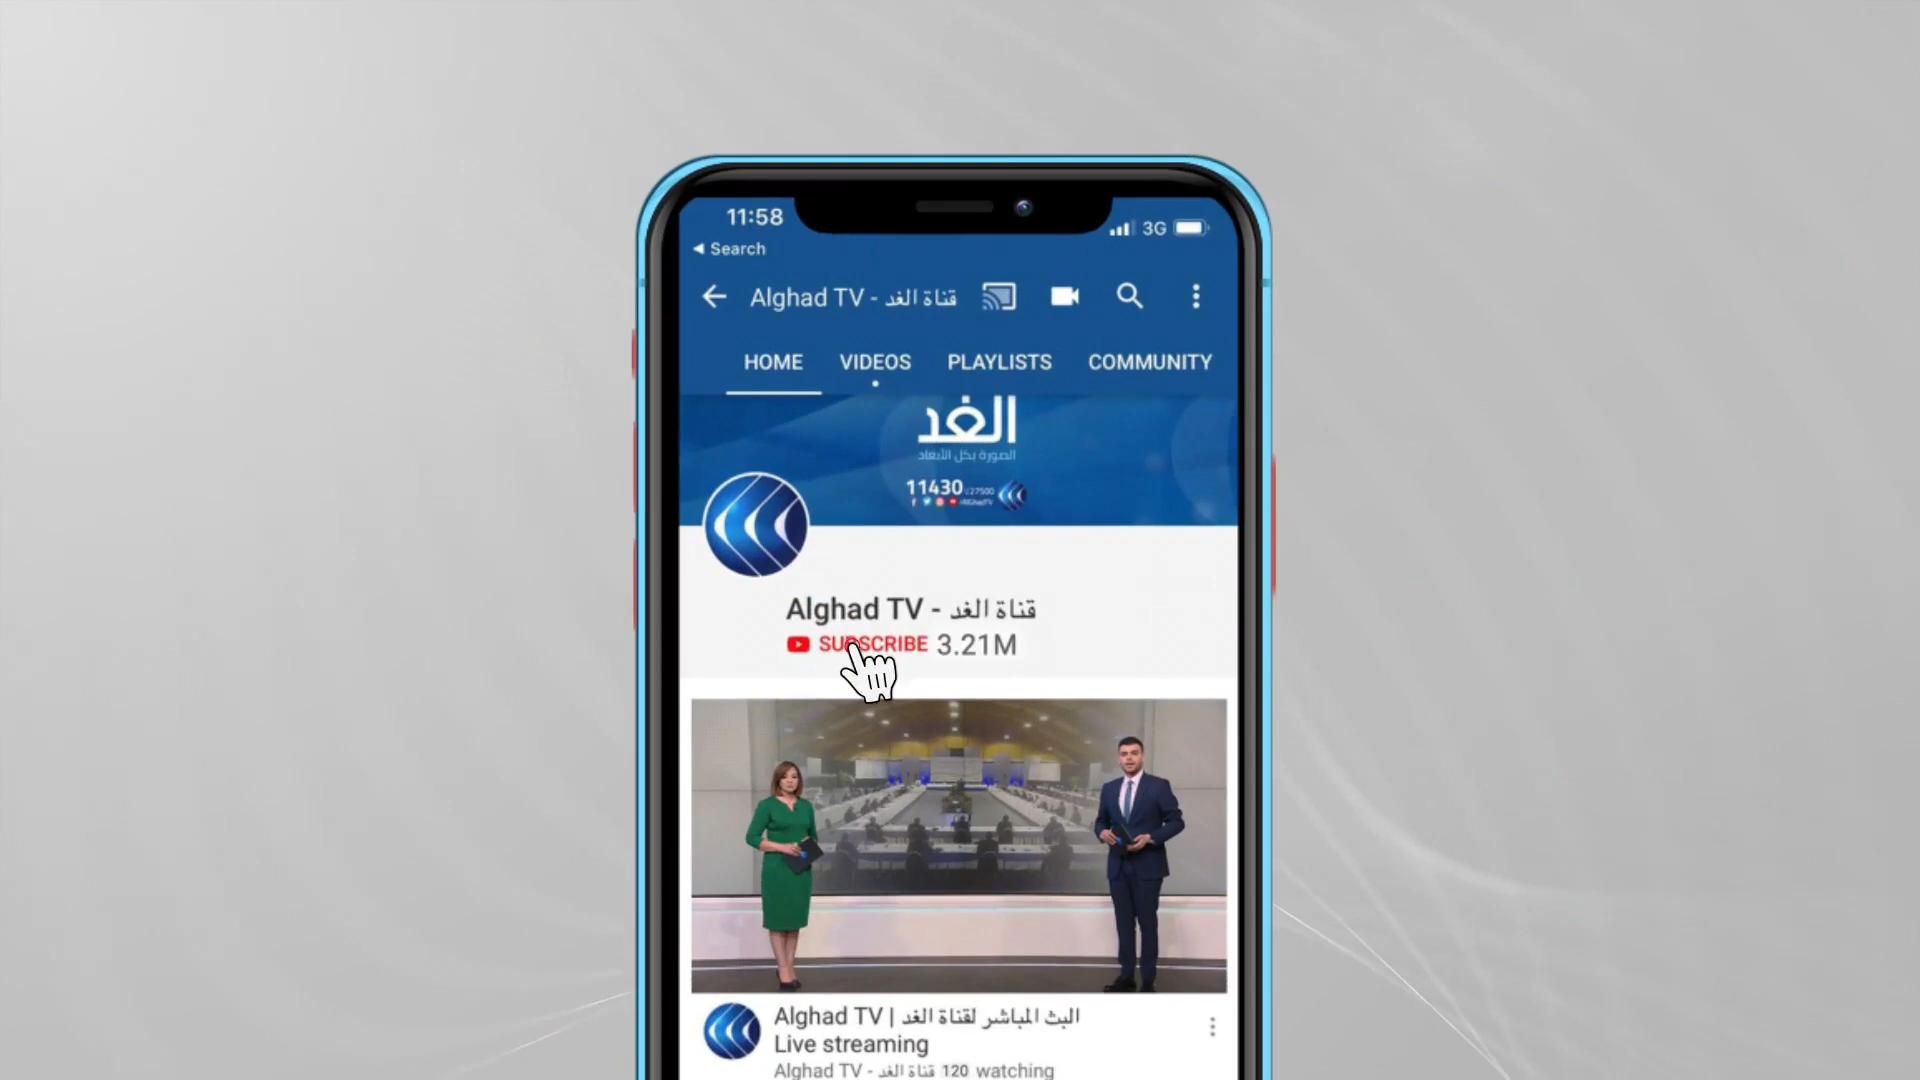 11:58
3G
Search
Alghad TV - قناة الغد
HOME VIDEOS PLAYLISTS COMMUNITY
الغد
الصورة بكل الأبعاد
11430 27500
AlGhadTV
Alghad TV - قناة الغد
SUBSCRIBE 3.21M
Alghad TV | البث المباشر لقناة الغد
Live streaming
Alghad TV - قناة الغد 120 watching